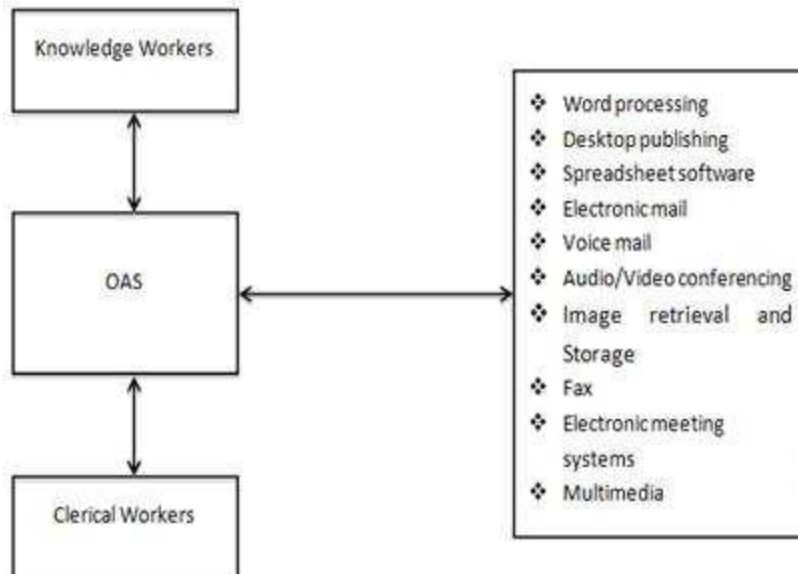 Knowledge Workers
OAS
Clerical Workers
❖ Word processing
❖ Desktop publishing
❖ Spreadsheet software
❖ Electronic mail
❖ Voice mail
❖ Audio/Video conferencing
❖ Image retrieval and
Storage
❖ Fax
❖ Electronic meeting
systems
❖ Multimedia